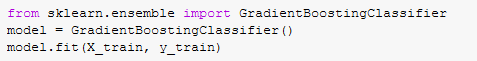 from sklearn.ensemble import GradientBoostingClassifier
model = GradientBoostingClassifier()
model.fit(X_train, y_train)